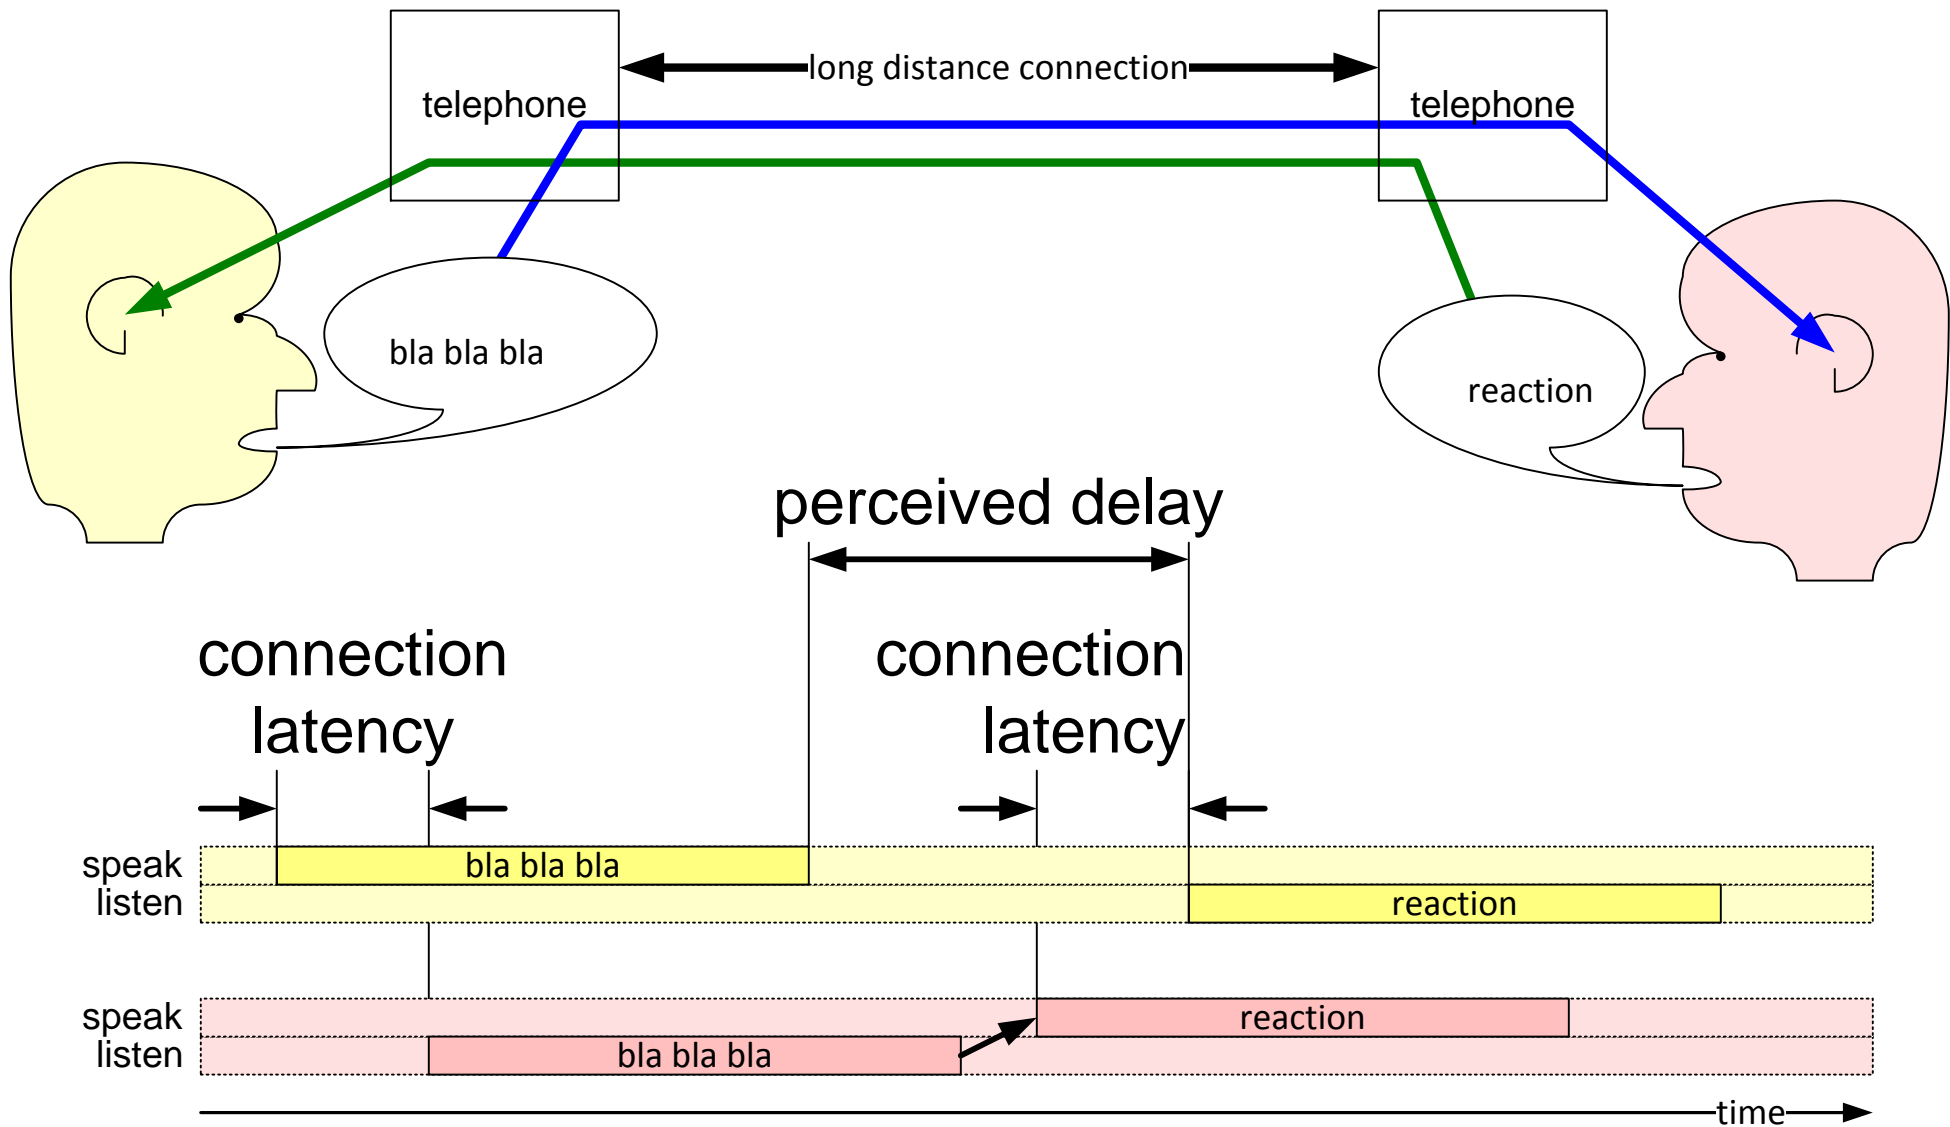 long distance connection
telephone
telephone
bla bla bla
reaction
perceived delay
connection
latency
connection
latency
speak
bla bla bla
listen
reaction
speak
reaction
listen
bla bla bla
time